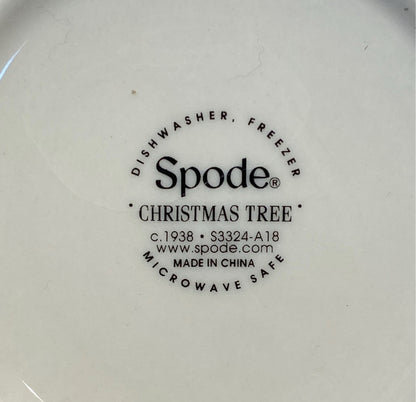 DISHWASHER, FREEZER
Spode®
· CHRISTMAS TREE ·
c.1938 · S3324-A18
www.spode.com
MADE IN CHINA
MICROWAVE SAFE